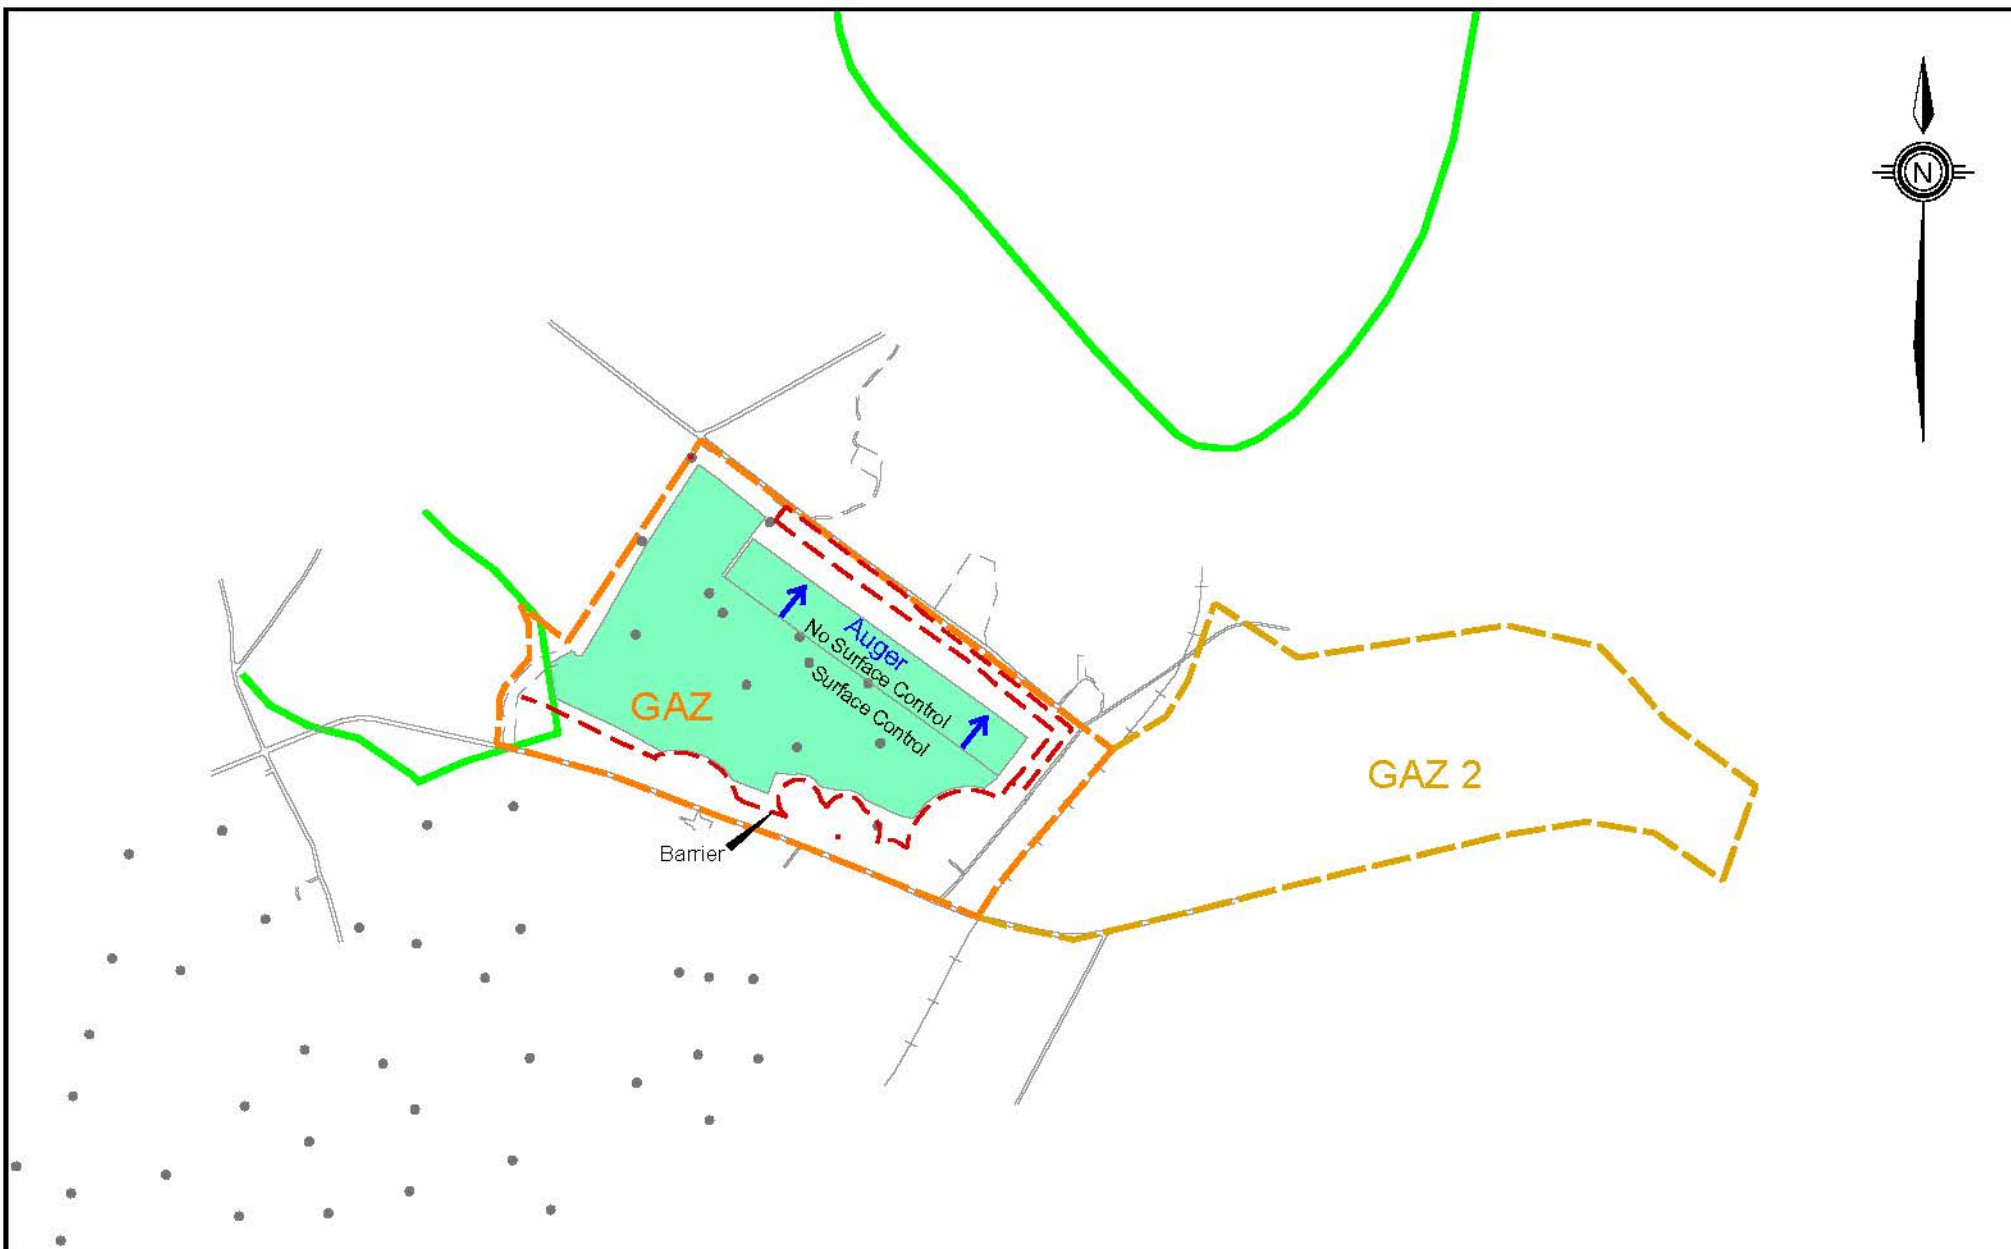 N
Auger
No Surface Control
Surface Control
GAZ
GAZ 2
Barrier